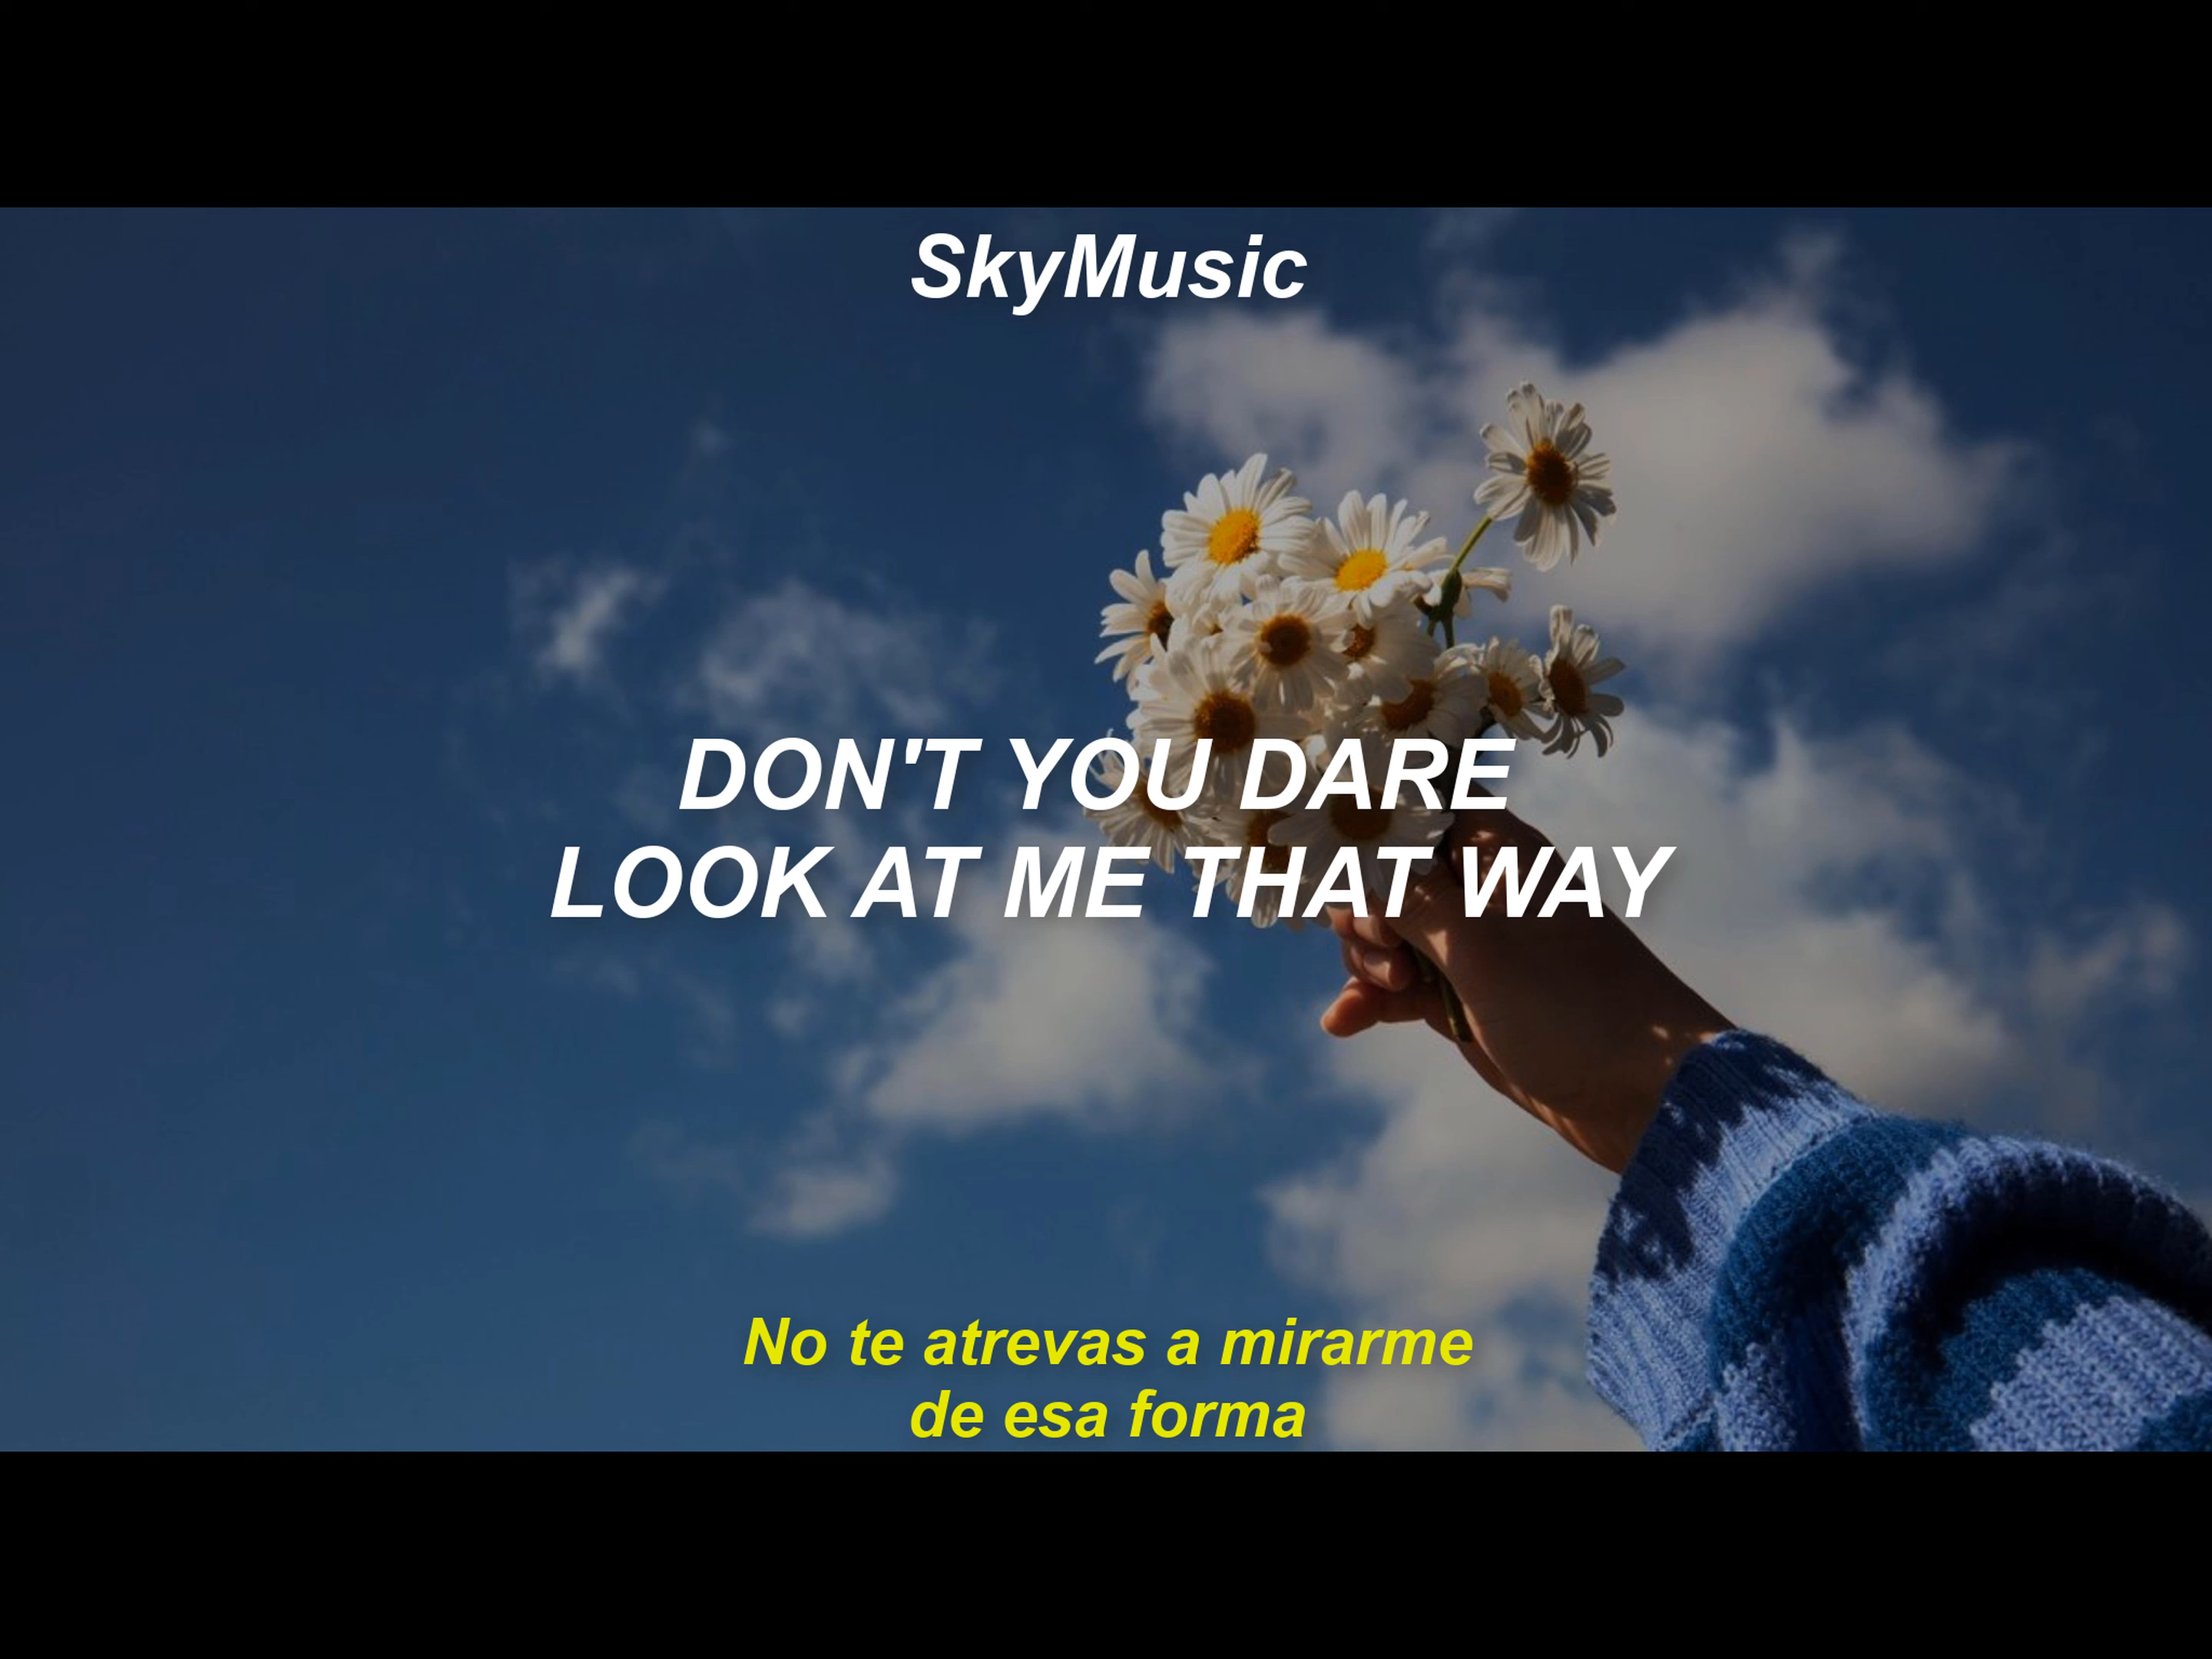 SkyMusic
DON'T YOU DARE
LOOK AT ME THAT WAY
No te atrevas a mirarme
de esa forma